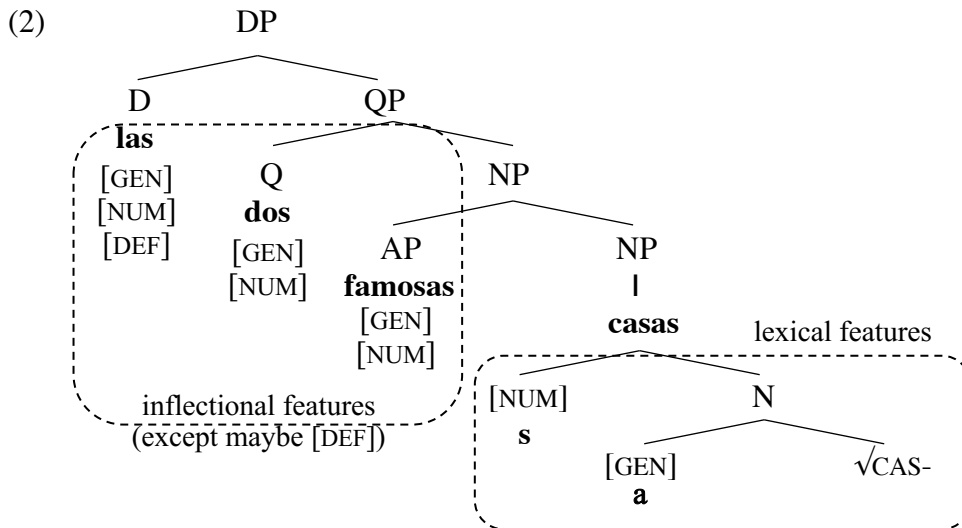 (2) DP
D QP
las
[GEN] Q NP
[NUM] dos
[DEF] [GEN] AP NP
[NUM] famosas
[GEN] casas
[NUM] lexical features
inflectional features [NUM] N
(except maybe [DEF]) s
[GEN] √CAS-
a